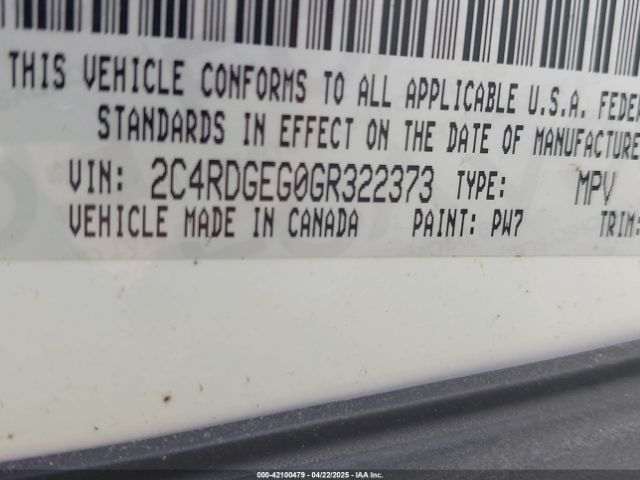 THIS VEHICLE CONFORMS TO ALL APPLICABLE U.S.A. FEDER
STANDARDS IN EFFECT ON THE DATE OF MANUFACTURE
VIN: 2C4RDGEG0GR322373 TYPE: MPV
VEHICLE MADE IN CANADA PAINT: PW7 TRIM:
000-42100479 - 04/22/2025 - IAA Inc.